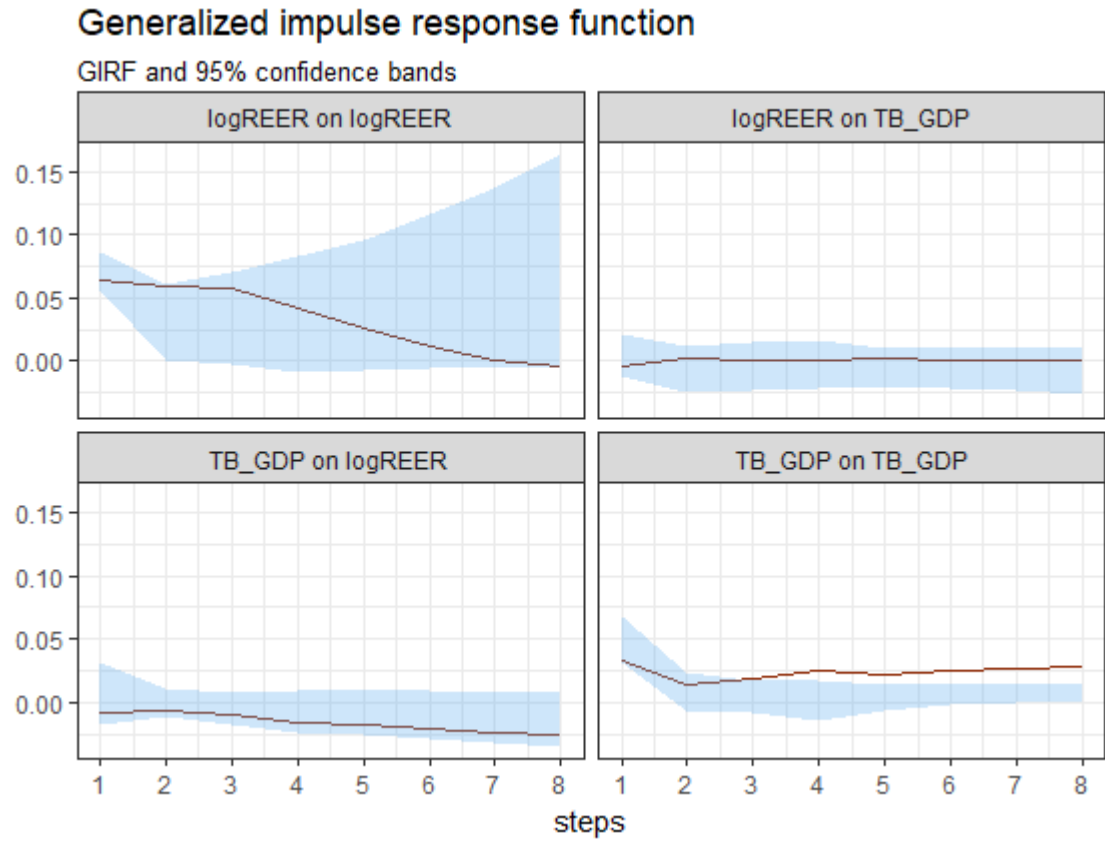 Generalized impulse response function
GIRF and 95% confidence bands
logREER on logREER
logREER on TB_GDP
0.15
0.10
0.05
0.00
TB_GDP on logREER
TB_GDP on TB_GDP
0.15
0.10
0.05
0.00
1 2 3 4 5 6 7 8
1 2 3 4 5 6 7 8
steps